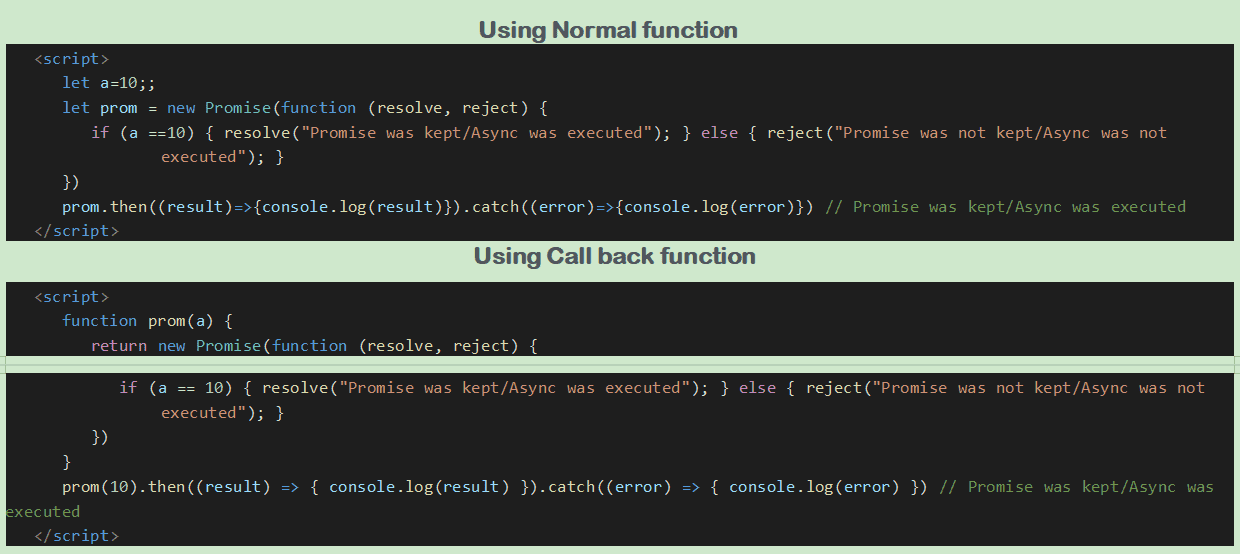 Using Normal function
<script>
let a=10;;
let prom = new Promise(function (resolve, reject) {
if (a ==10) { resolve("Promise was kept/Async was executed"); } else { reject("Promise was not kept/Async was not
executed"); }
})
prom.then((result)=>{console.log(result)}).catch((error)=>{console.log(error)}) // Promise was kept/Async was executed
</script>
Using Call back function
<script>
function prom(a) {
return new Promise(function (resolve, reject) {
if (a == 10) { resolve("Promise was kept/Async was executed"); } else { reject("Promise was not kept/Async was not
executed"); }
})
}
prom(10).then((result) => { console.log(result) }).catch((error) => { console.log(error) }) // Promise was kept/Async was
executed
</script>